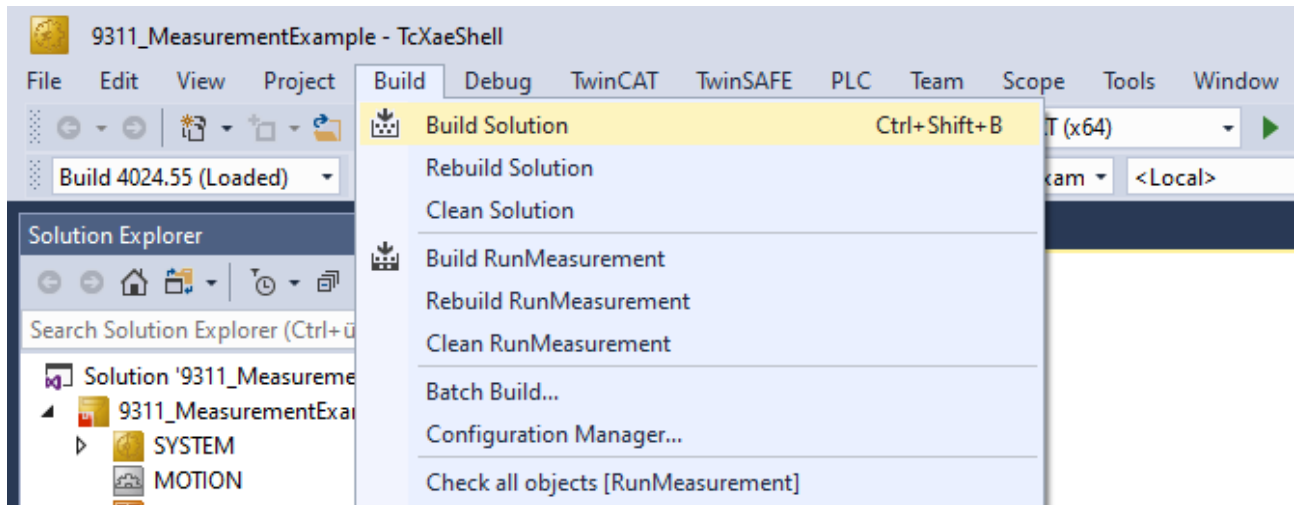 9311_MeasurementExample - TcXaeShell
File Edit View Project Build Debug TwinCAT TwinSAFE PLC Team Scope Tools Window
Build Solution Ctrl+Shift+B
T (x64)
Build 4024.55 (Loaded)
Rebuild Solution
<Local>
Clean Solution
Solution Explorer
Build RunMeasurement
Rebuild RunMeasurement
Search Solution Explorer (Ctrl+ü
Clean RunMeasurement
Solution '9311_Measureme
Batch Build...
9311_MeasurementExar
Configuration Manager...
SYSTEM
MOTION
Check all objects [RunMeasurement]